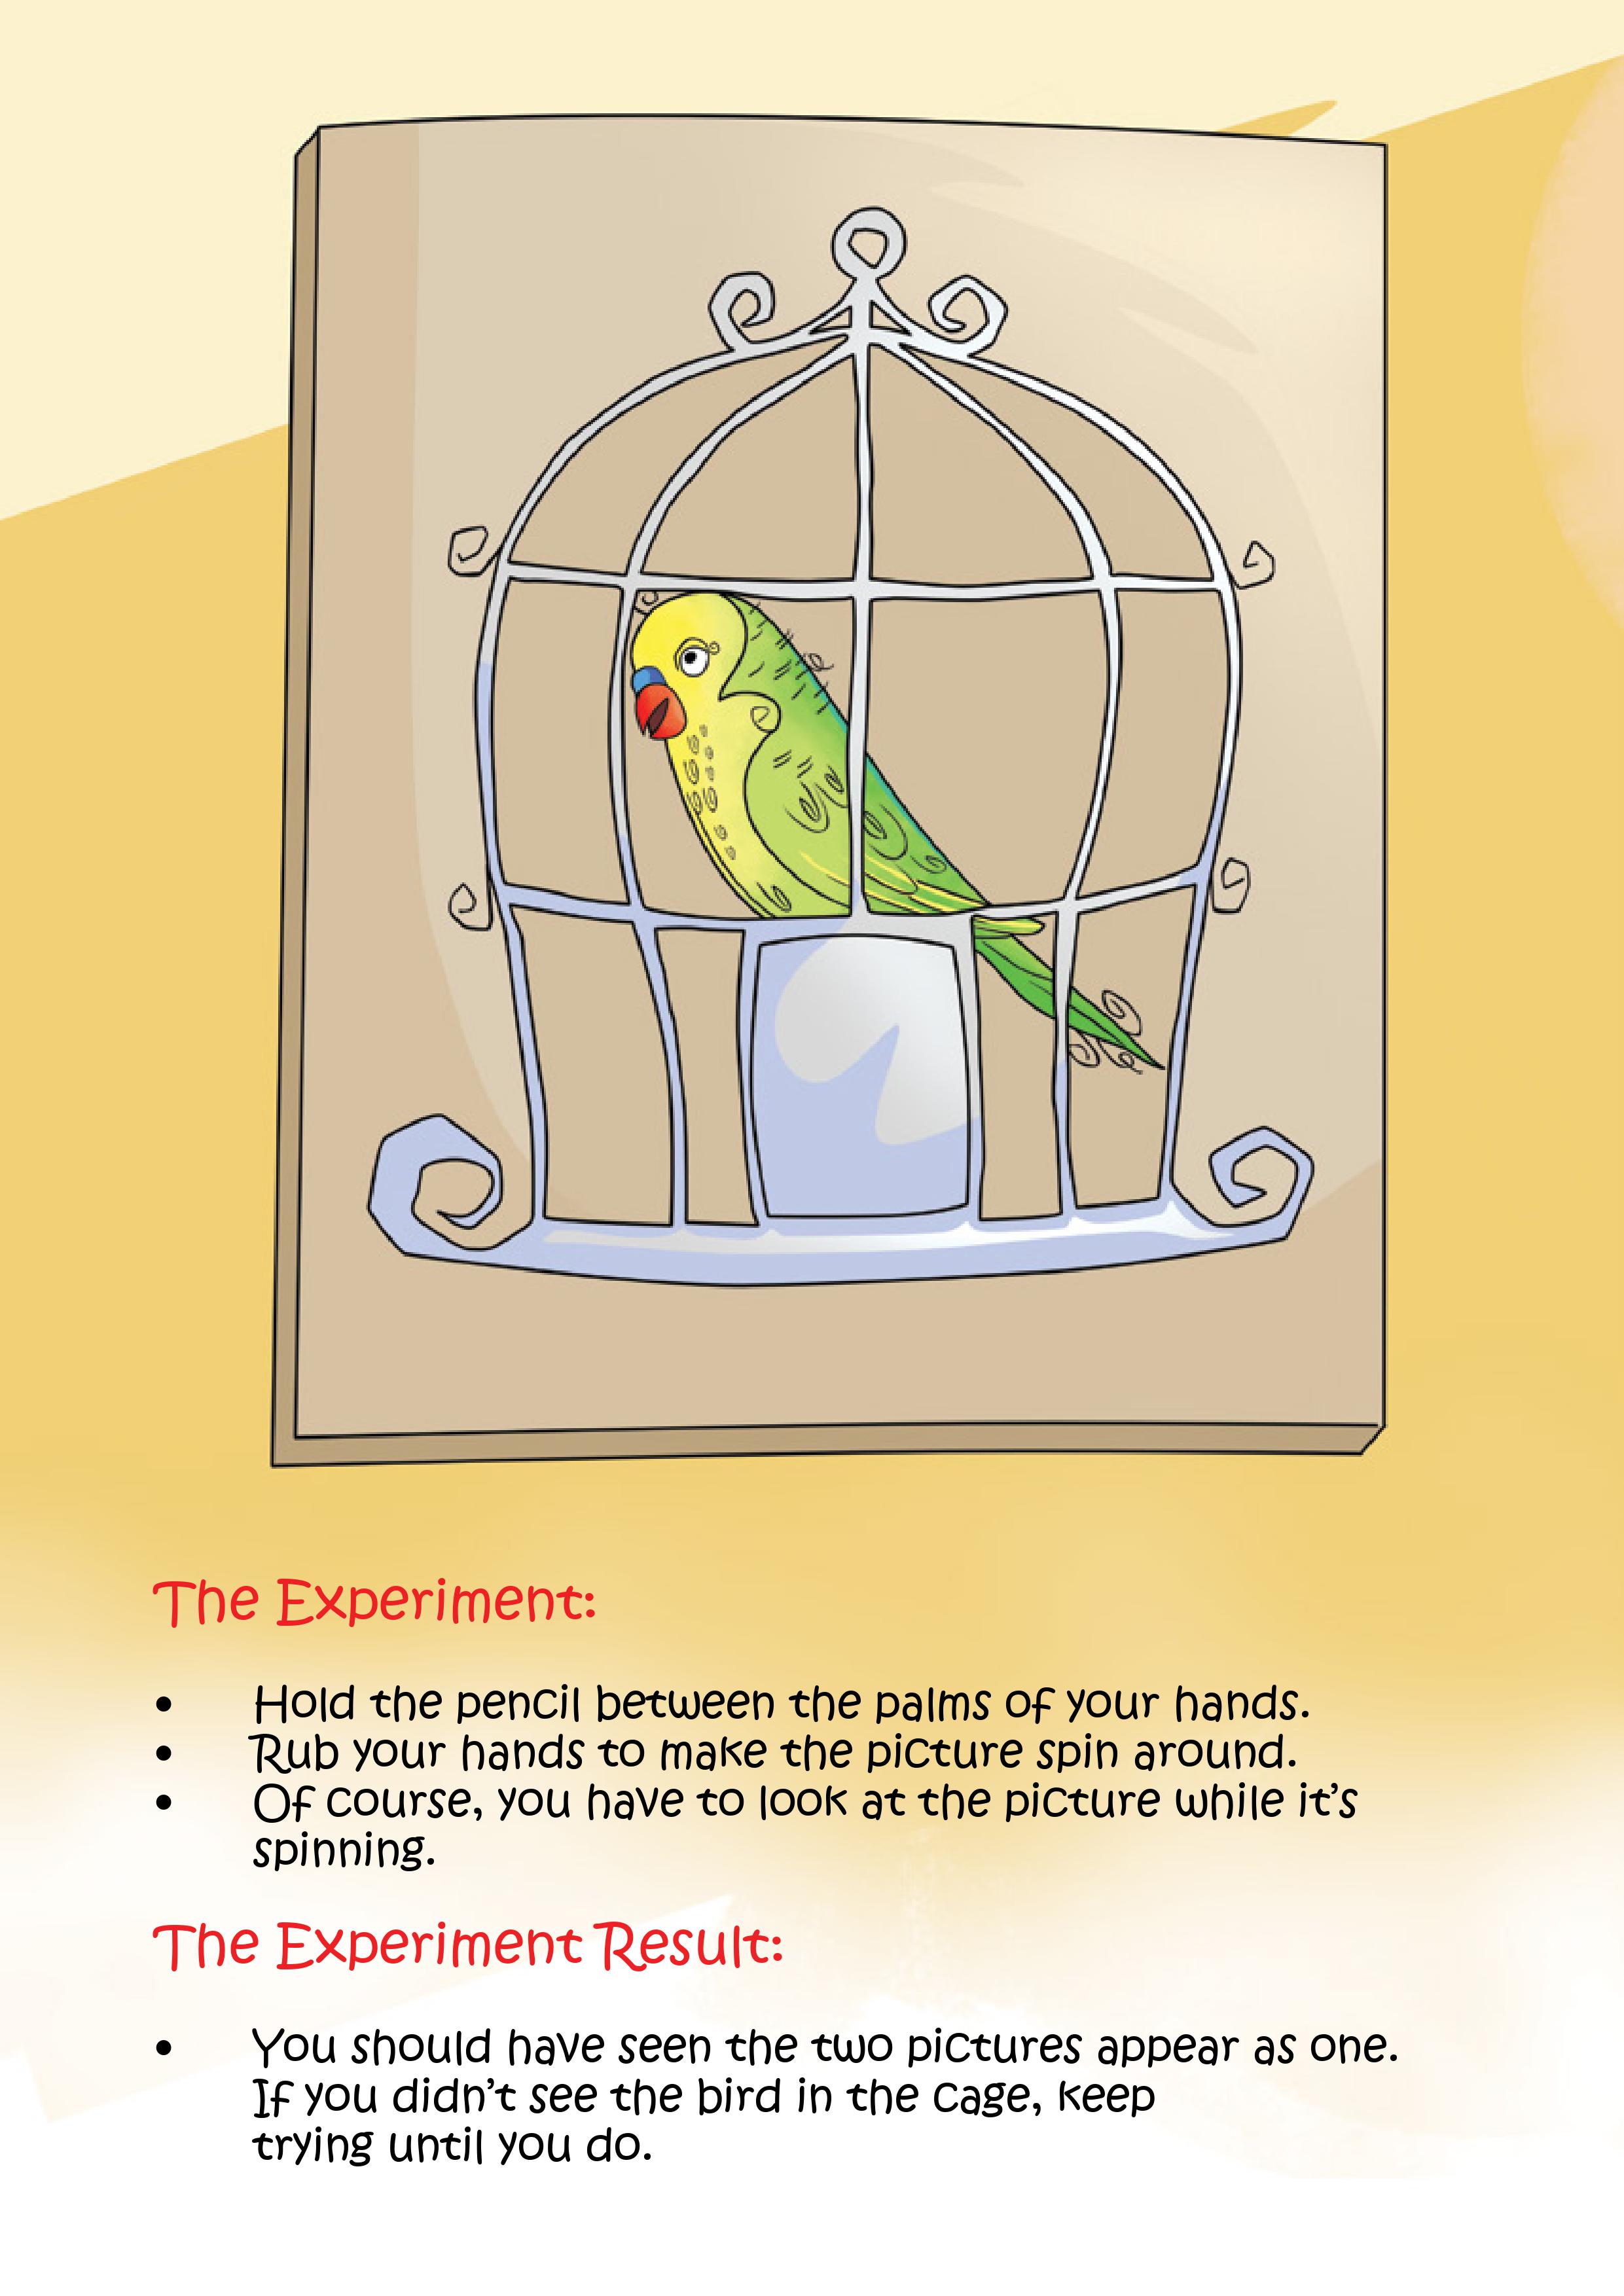 The Experiment:
• Hold the pencil between the palms of your hands.
• Rub your hands to make the picture spin around.
• Of course, you have to look at the picture while it's
spinning.
The Experiment Result:
• You should have seen the two pictures appear as one.
If you didn't see the bird in the cage, keep
trying until you do.